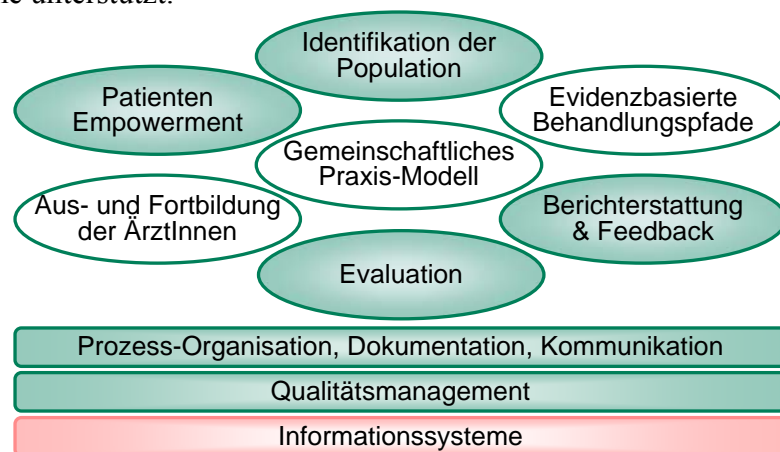 unterstützt.
Identifikation der
Population
Patienten
Empowerment
Evidenzbasierte
Behandlungspfade
Gemeinschaftliches
Praxis-Modell
Aus- und Fortbildung
der ÄrztInnen
Berichterstattung
& Feedback
Evaluation
Prozess-Organisation, Dokumentation, Kommunikation
Qualitätsmanagement
Informationssysteme